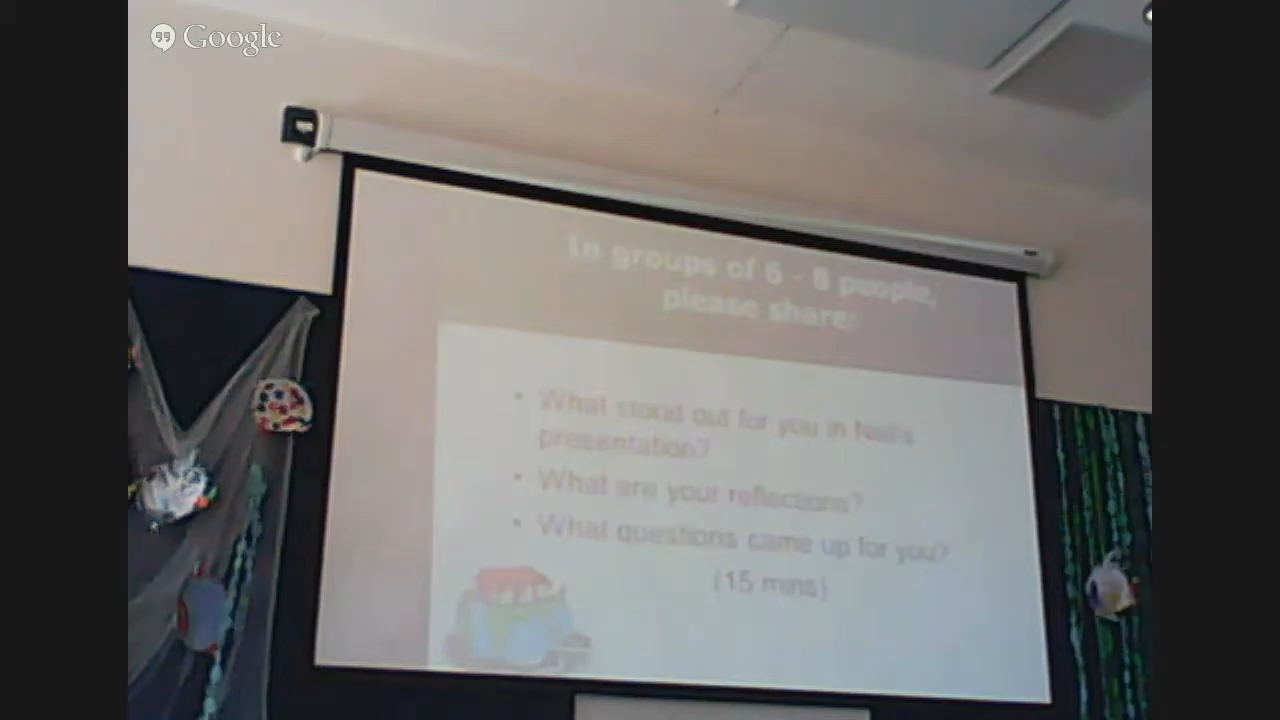 Google
In groups of 6 - 8 people,
please share:
• What stood out for you in
presentation?
• What are your reflections?
• What questions came up for you?
(15 mins)